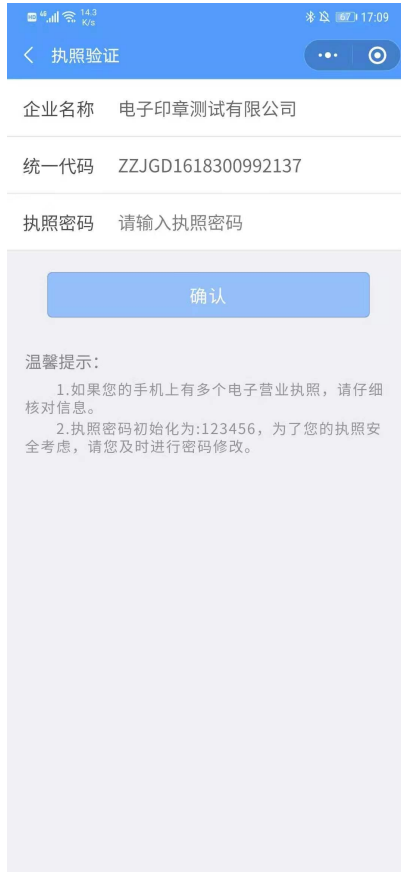 HD 46 14.3 K/s 67 17:09
执照验证
企业名称 电子印章测试有限公司
统一代码 ZZJGD1618300992137
执照密码 请输入执照密码
确认
温馨提示：
1.如果您的手机上有多个电子营业执照，请仔细
核对信息。
2.执照密码初始化为:123456，为了您的执照安
全考虑，请您及时进行密码修改。